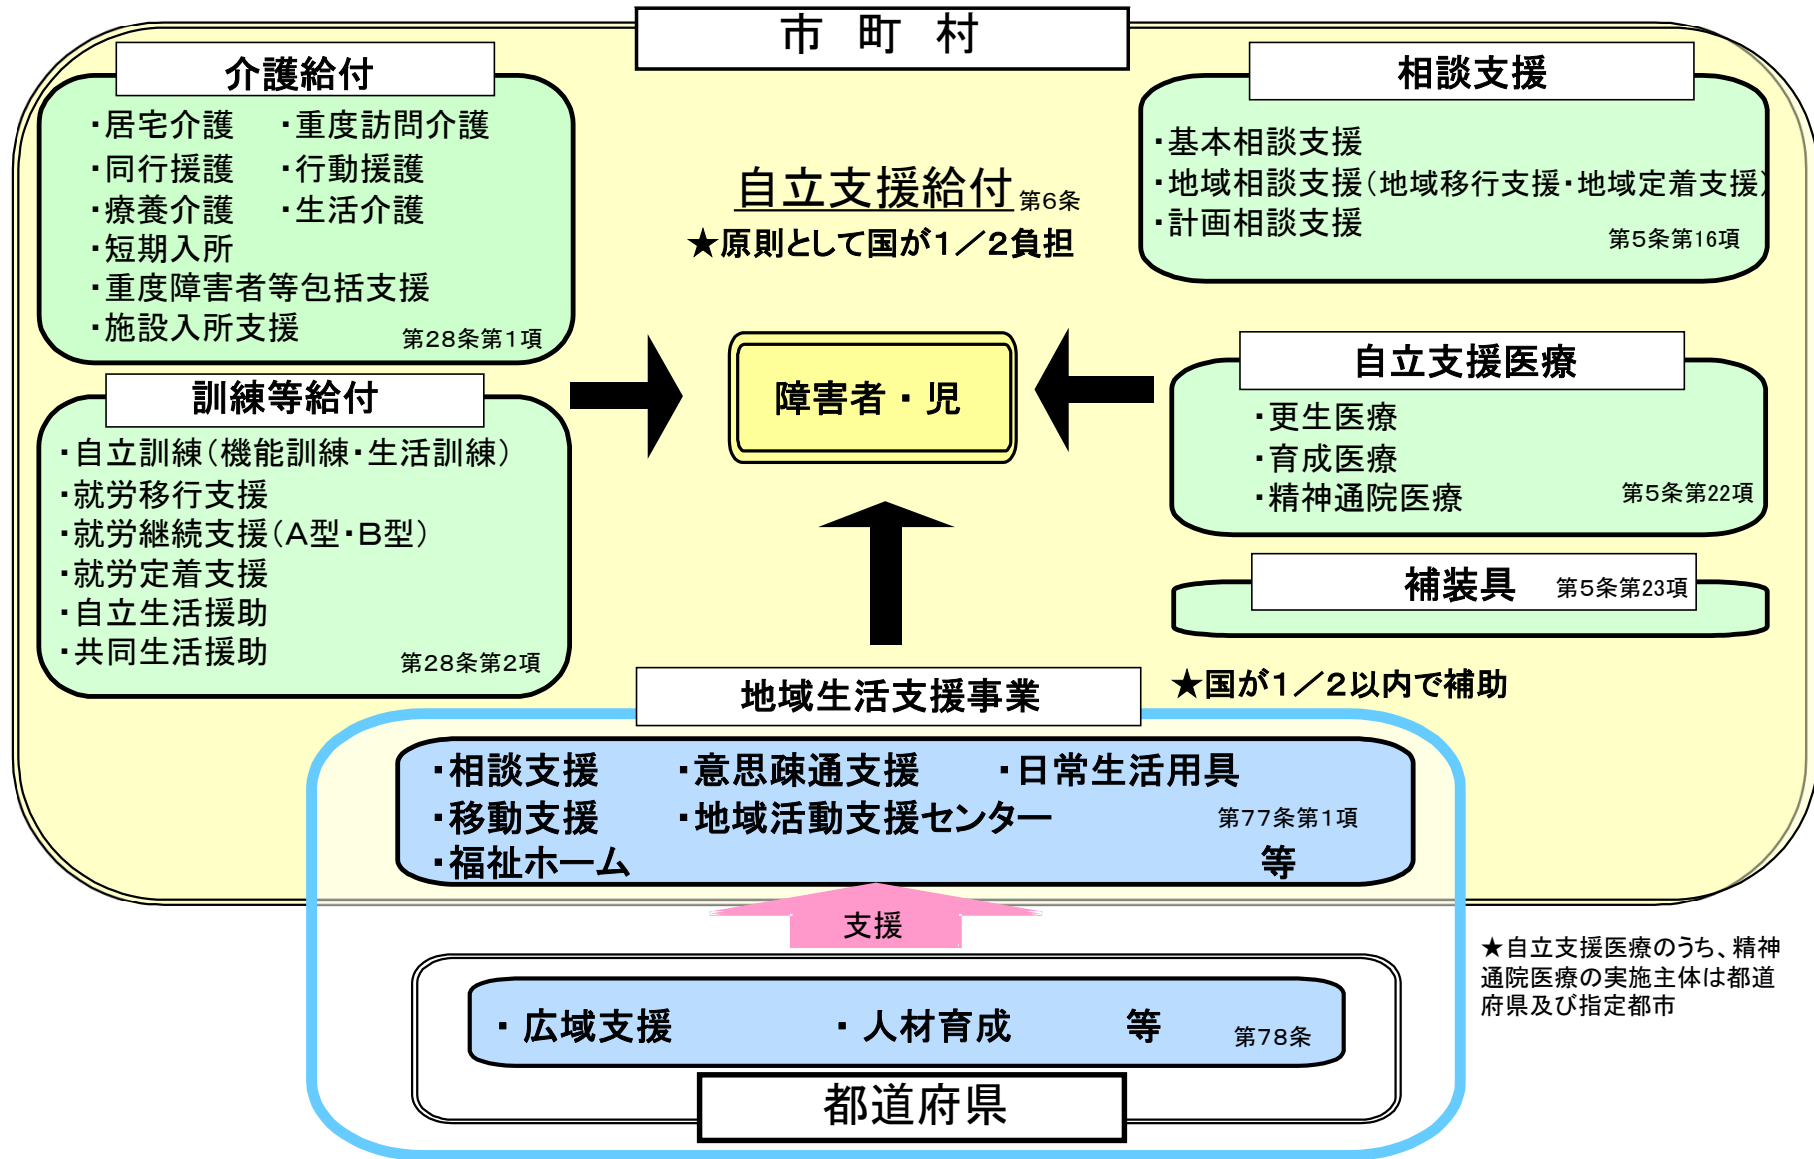 市 町 村
介護給付
・居宅介護 ・重度訪問介護
・同行援護 ・行動援護
・療養介護 ・生活介護
・短期入所
・重度障害者等包括支援
・施設入所支援 第28条第1項
訓練等給付
・自立訓練(機能訓練・生活訓練)
・就労移行支援
・就労継続支援(A型・B型)
・就労定着支援
・自立生活援助
・共同生活援助 第28条第2項
自立支援給付 第6条
★原則として国が1/2負担
障害者・児
相談支援
・基本相談支援
・地域相談支援(地域移行支援・地域定着支援)
・計画相談支援 第5条第16項
自立支援医療
・更生医療
・育成医療
・精神通院医療 第5条第22項
補装具 第5条第23項
地域生活支援事業
★国が1/2以内で補助
・相談支援 ・意思疎通支援 ・日常生活用具
・移動支援 ・地域活動支援センター 第77条第1項
・福祉ホーム 等
支援
・広域支援 ・人材育成 等 第78条
都道府県
★自立支援医療のうち、精神
通院医療の実施主体は都道
府県及び指定都市